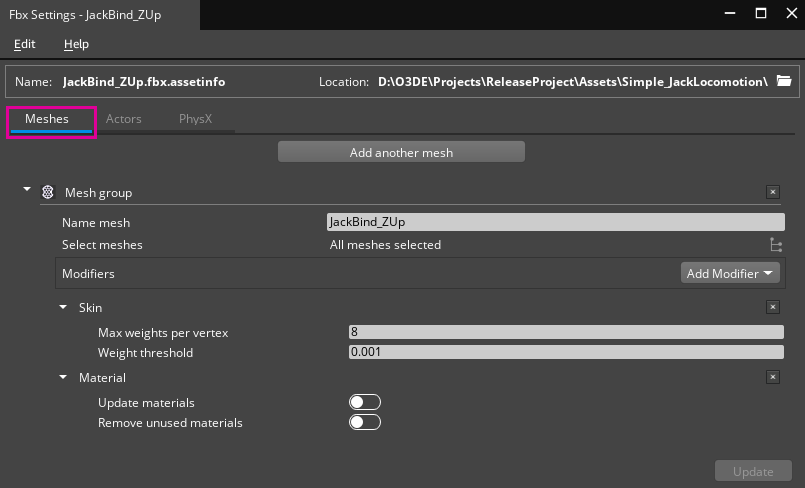 Fbx Settings - JackBind_ZUp
Edit Help
Name: JackBind_ZUp.fbx.assetinfo Location: D:\O3DE\Projects\ReleaseProject\Assets\Simple_JackLocomotion\
Meshes Actors PhysX
Add another mesh
Mesh group
Name mesh JackBind_ZUp
Select meshes All meshes selected
Modifiers Add Modifier
Skin
Max weights per vertex 8
Weight threshold 0.001
Material
Update materials
Remove unused materials
Update